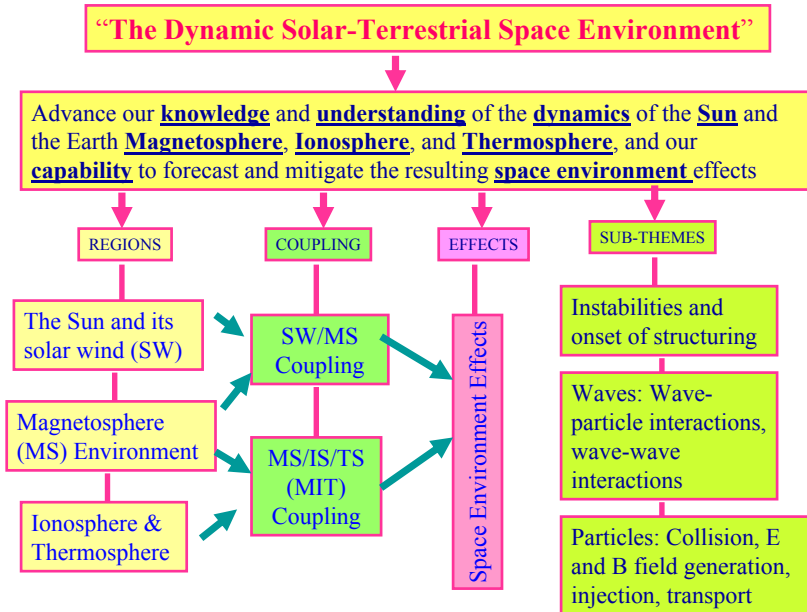 “The Dynamic Solar-Terrestrial Space Environment”
Advance our knowledge and understanding of the dynamics of the Sun and
the Earth Magnetosphere, Ionosphere, and Thermosphere, and our
capability to forecast and mitigate the resulting space environment effects
REGIONS
COUPLING
EFFECTS
SUB-THEMES
The Sun and its
solar wind (SW)
Magnetosphere
(MS) Environment
Ionosphere &
Thermosphere
SW/MS
Coupling
MS/IS/TS
(MIT)
Coupling
Space Environment Effects
Instabilities and
onset of structuring
Waves: Wave-
particle interactions,
wave-wave
interactions
Particles: Collision, E
and B field generation,
injection, transport